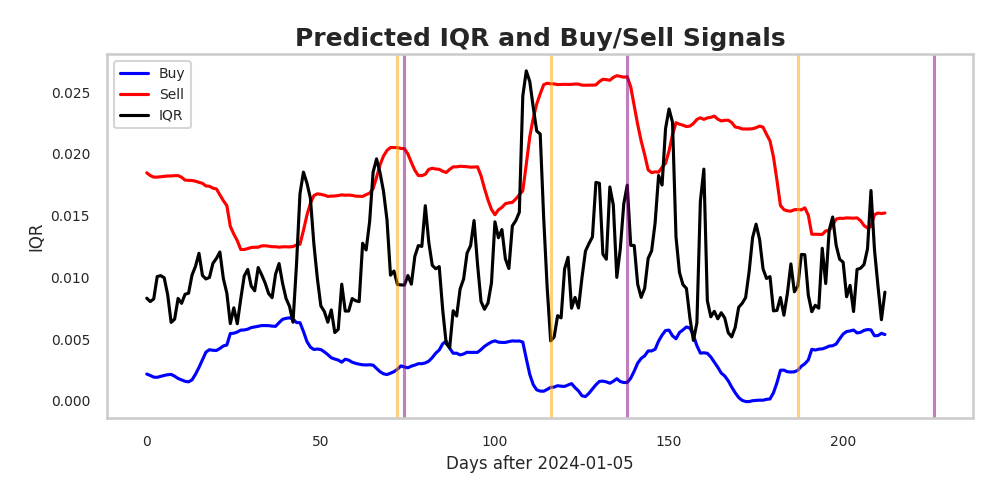 Predicted IQR and Buy/Sell Signals
Buy
Sell
IQR
IQR
0.025
0.020
0.015
0.010
0.005
0.000
0 50 100 150 200
Days after 2024-01-05